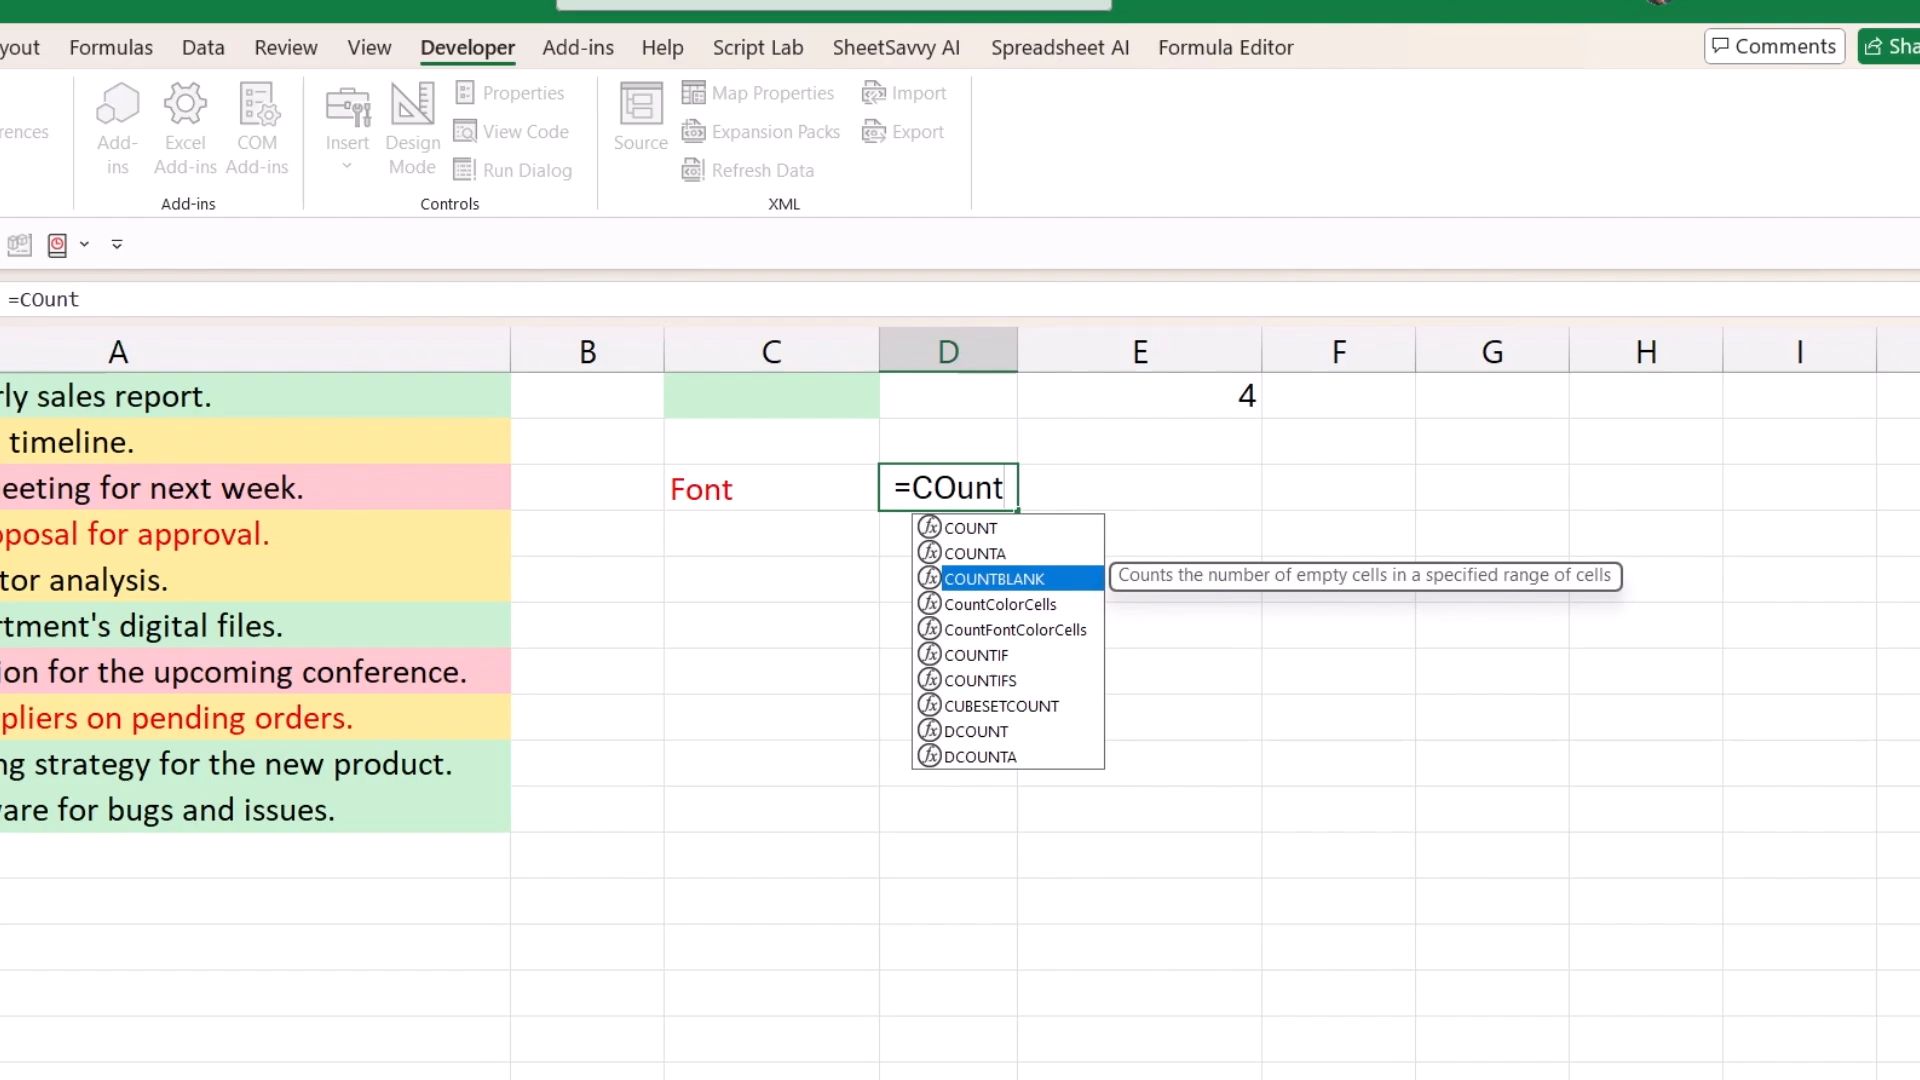 yout Formulas Data Review View Developer Add-ins Help Script Lab SheetSavvy AI Spreadsheet AI Formula Editor Comments Sha
rences
Add-
ins
Excel
Add-ins
COM
Add-ins
Add-ins
Insert
Design
Mode
Properties
View Code
Run Dialog
Controls
Source
Map Properties
Expansion Packs
Refresh Data
Import
Export
XML
=COunt
A B C D E F G H I
rly sales report. 4
timeline.
eeting for next week. Font =COunt
posal for approval.
tor analysis.
rtment's digital files.
ion for the upcoming conference.
pliers on pending orders.
ng strategy for the new product.
vare for bugs and issues.
COUNT
COUNTA
COUNTBLANK
CountColorCells
CountFontColorCells
COUNTIF
COUNTIFS
CUBESETCOUNT
DCOUNT
DCOUNTA
Counts the number of empty cells in a specified range of cells